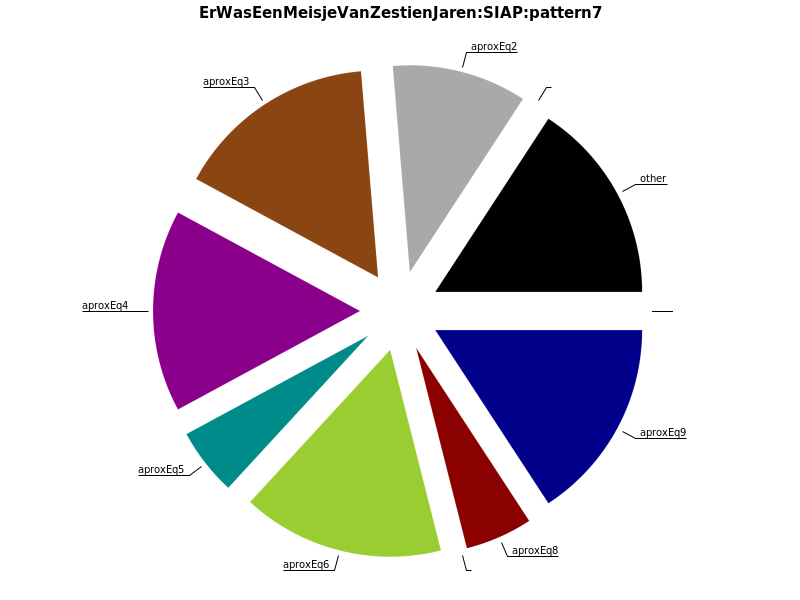 ErWasEenMeisjeVanZestienJaren:SIAP:pattern7
aproxEq2
aproxEq3
other
aproxEq4
aproxEq9
aproxEq5
aproxEq8
aproxEq6